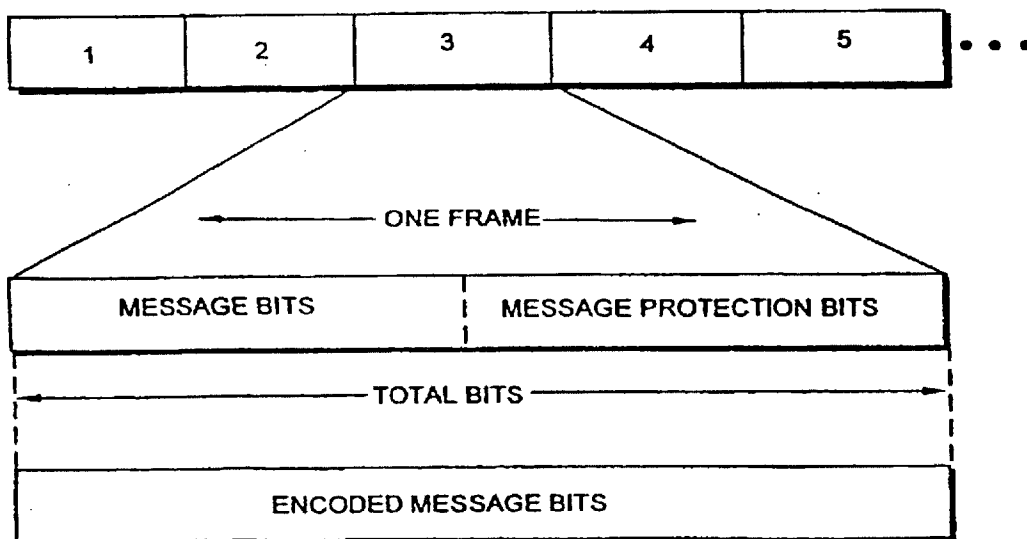 1 2 3 4 5 • • •
ONE FRAME
MESSAGE BITS MESSAGE PROTECTION BITS
TOTAL BITS
ENCODED MESSAGE BITS